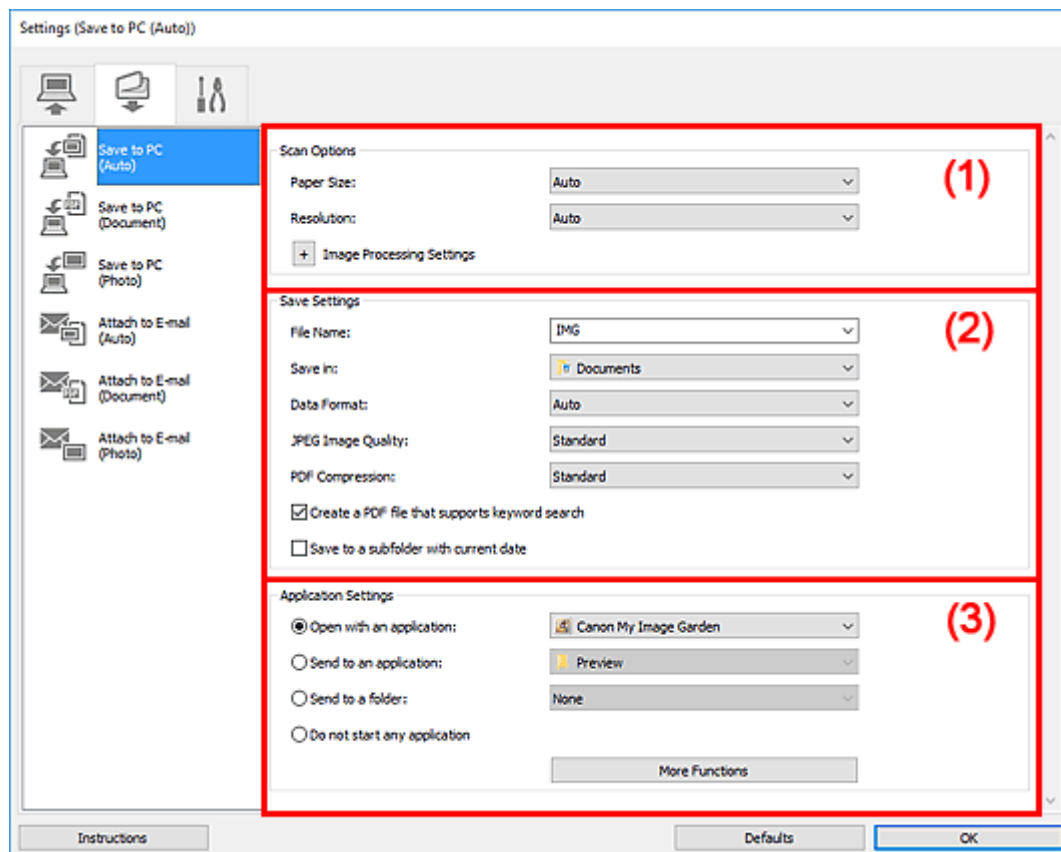 Settings (Save to PC (Auto))
Save to PC
(Auto)
Save to PC
(Document)
Save to PC
(Photo)
Attach to E-mail
(Auto)
Attach to E-mail
(Document)
Attach to E-mail
(Photo)
Scan Options
(1)
Paper Size: Auto
Resolution: Auto
+ Image Processing Settings
Save Settings
(2)
File Name: IMG
Save in: Documents
Data Format: Auto
JPEG Image Quality: Standard
PDF Compression: Standard
Create a PDF file that supports keyword search
Save to a subfolder with current date
Application Settings
(3)
Open with an application: Canon My Image Garden
Send to an application: Preview
Send to a folder: None
Do not start any application
More Functions
Instructions Defaults OK